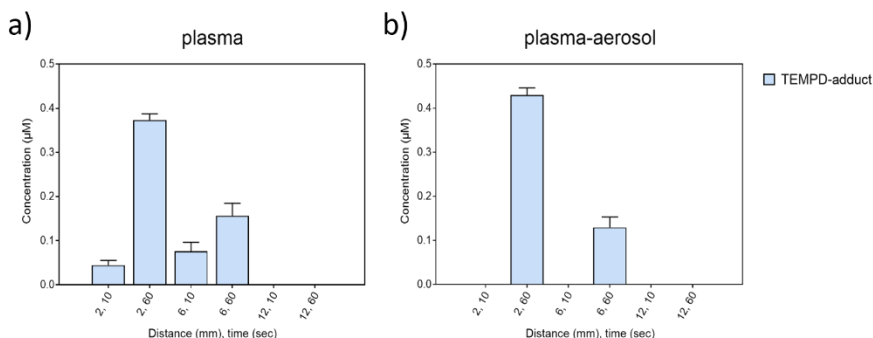 a)
plasma
Concentration (µM)
0.5
0.4
0.3
0.2
0.1
0.0
2, 10
2, 60
6, 10
6, 60
12, 10
12, 60
Distance (mm), time (sec)
b)
plasma-aerosol
Concentration (µM)
0.5
0.4
0.3
0.2
0.1
0.0
2, 10
2, 60
6, 10
6, 60
12, 10
12, 60
Distance (mm), time (sec)
TEMPD-adduct